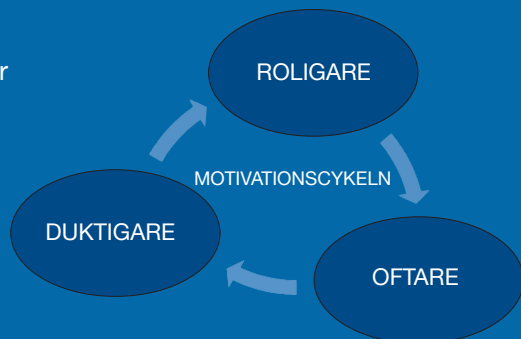 r
ROLIGARE
MOTIVATIONSCYKELN
DUKTIGARE
OFTARE